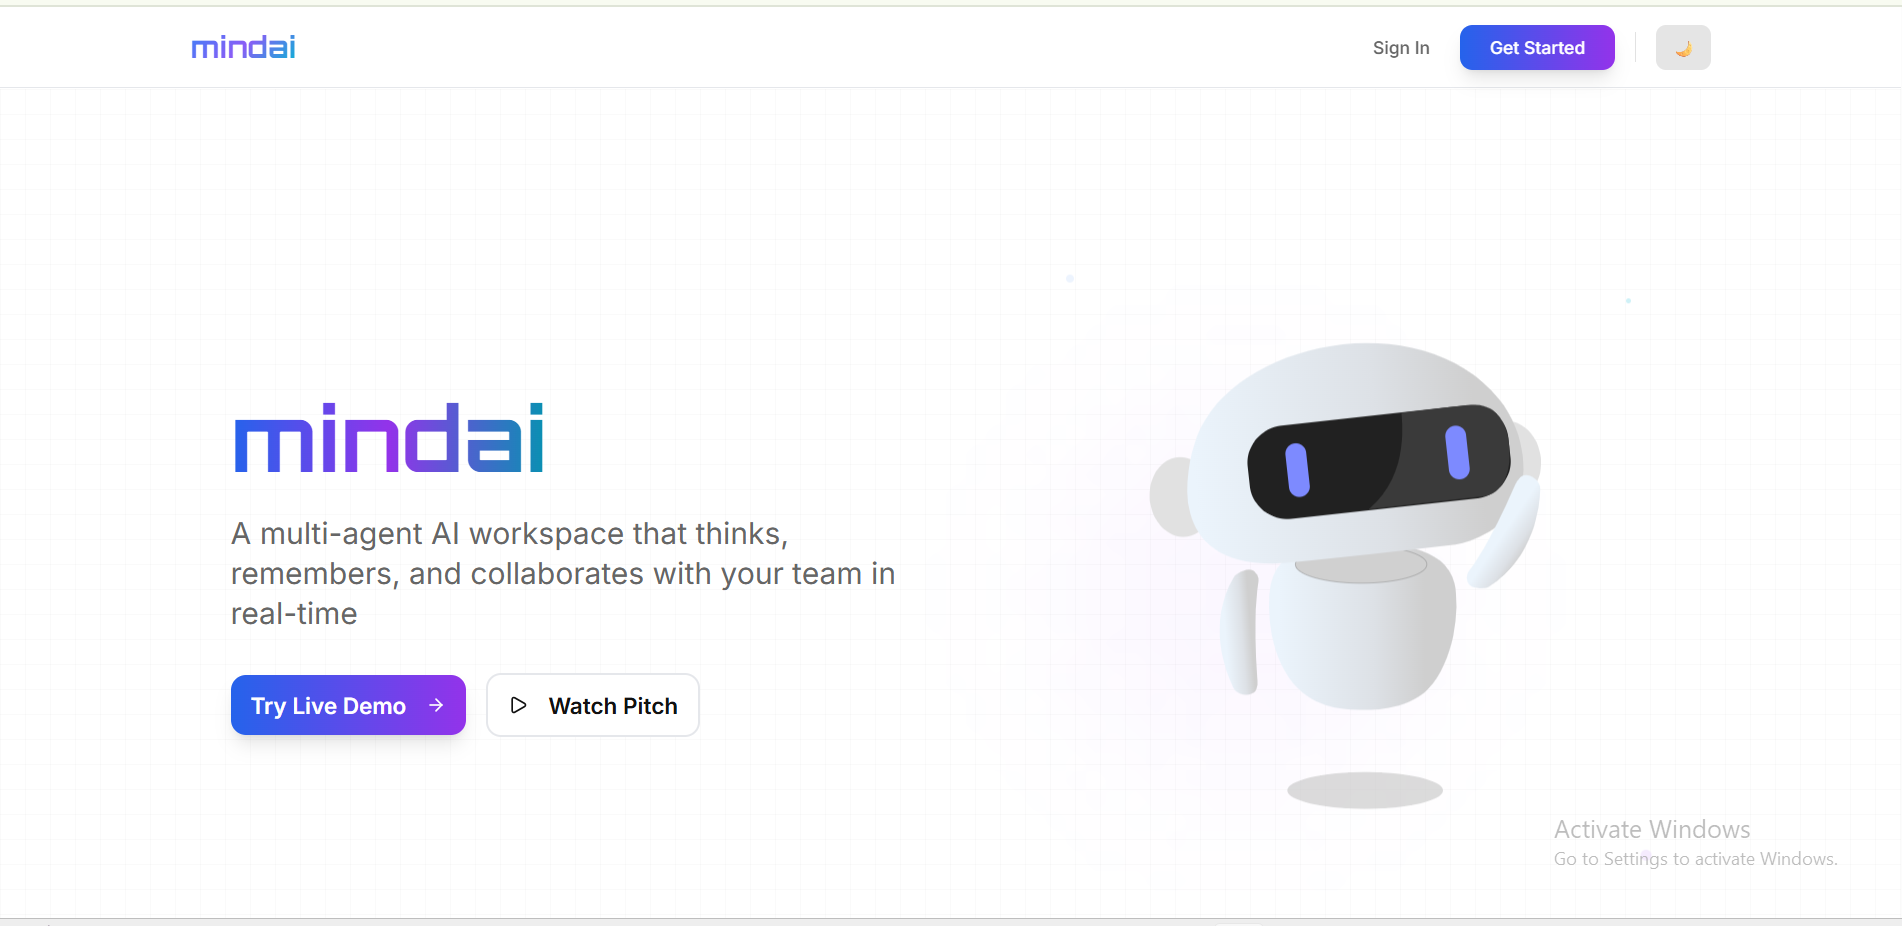 mindai
Sign In
Get Started
mindai
A multi-agent AI workspace that thinks,
remembers, and collaborates with your team in
real-time
Try Live Demo
Watch Pitch
Activate Windows
Go to Settings to activate Windows.